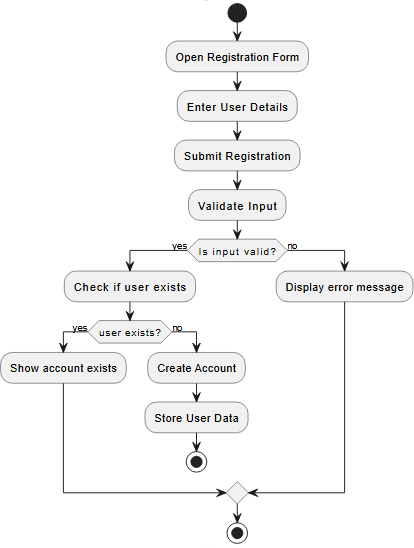 Open Registration Form
Enter User Details
Submit Registration
Validate Input
yes
Is input valid?
no
Check if user exists
Display error message
yes
user exists?
no
Show account exists
Create Account
Store User Data